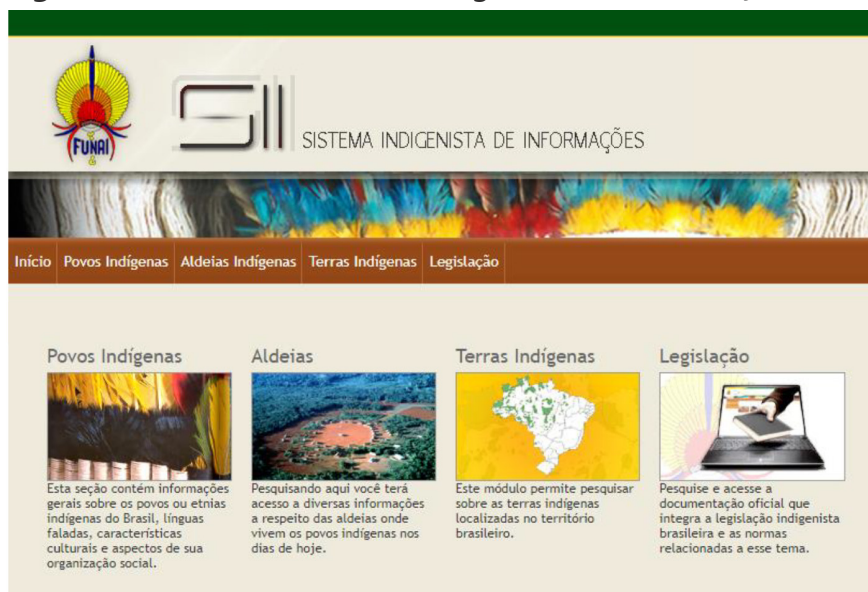 FUNAI
SII SISTEMA INDIGENISTA DE INFORMAÇÕES
Início Povos Indígenas Aldeias Indígenas Terras Indígenas Legislação
Povos Indígenas
Esta seção contém informações
gerais sobre os povos ou etnias
indígenas do Brasil, línguas
faladas, características
culturais e aspectos de sua
organização social.
Aldeias
Pesquisando aqui você terá
acesso a diversas informações
a respeito das aldeias onde
vivem os povos indígenas nos
dias de hoje.
Terras Indígenas
Este módulo permite pesquisar
sobre as terras indígenas
localizadas no território
brasileiro.
Legislação
Pesquise e acesse a
documentação oficial que
integra a legislação indigenista
brasileira e as normas
relacionadas a esse tema.